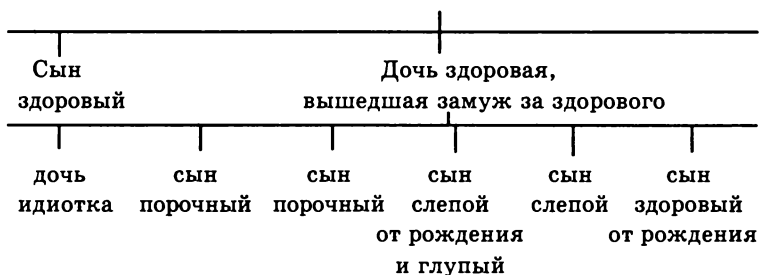 Сын Дочь здоровая,
здоровый вышедшая замуж за здорового
дочь сын сын сын сын сын
идиотка порочный порочный слепой слепой здоровый
от рождения от рождения
и глупый